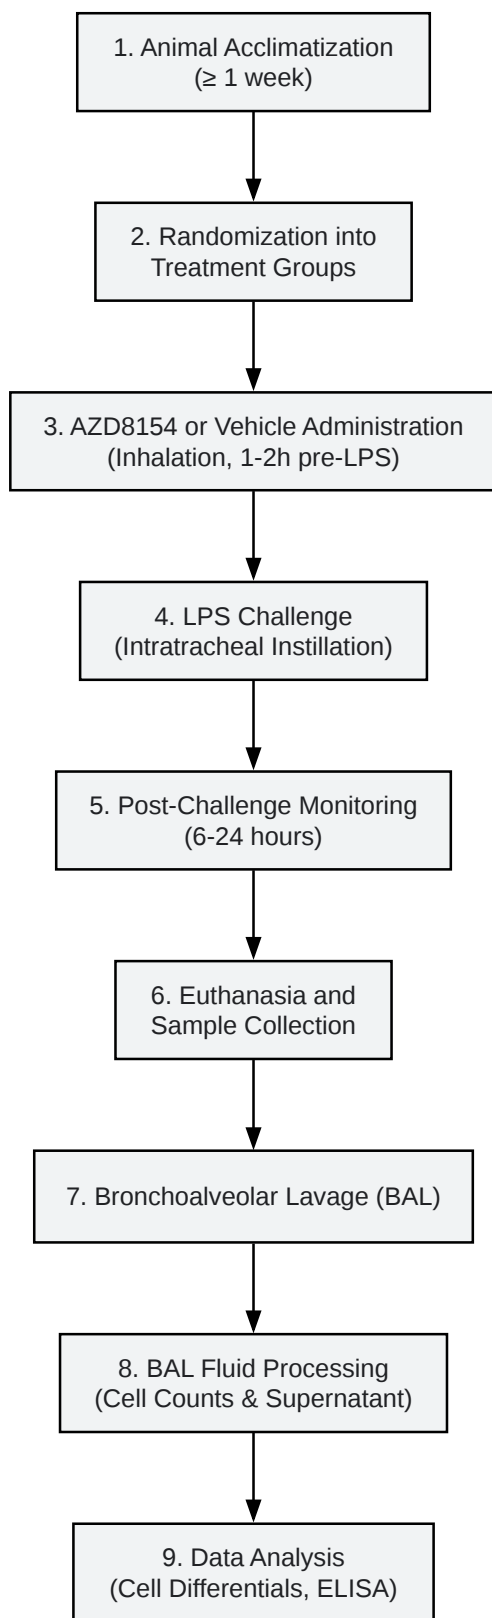 1. Animal Acclimatization
(≥ 1 week)
2. Randomization into
Treatment Groups
3. AZD8154 or Vehicle Administration
(Inhalation, 1-2h pre-LPS)
4. LPS Challenge
(Intratracheal Instillation)
5. Post-Challenge Monitoring
(6-24 hours)
6. Euthanasia and
Sample Collection
7. Bronchoalveolar Lavage (BAL)
8. BAL Fluid Processing
(Cell Counts & Supernatant)
9. Data Analysis
(Cell Differentials, ELISA)